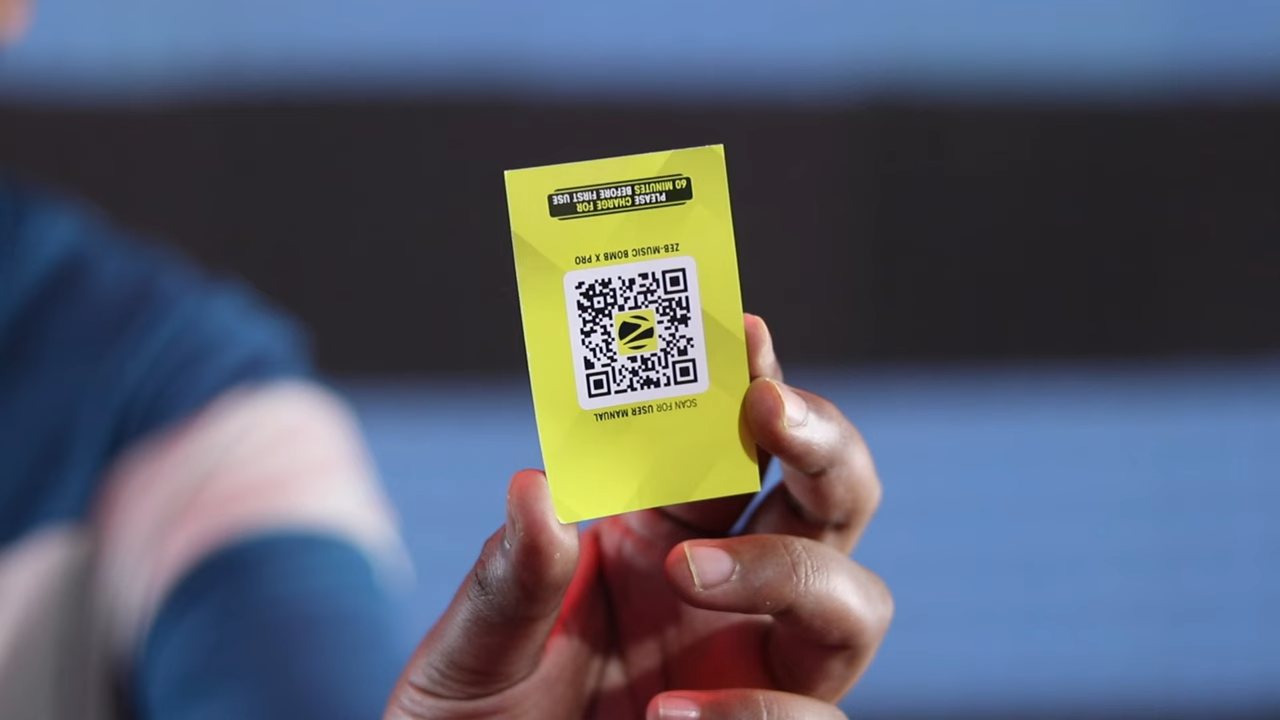 SCAN FOR USER MANUAL
ZEB-MUSIC BOMB X PRO
PLEASE CHARGE FOR
60 MINUTES BEFORE FIRST USE